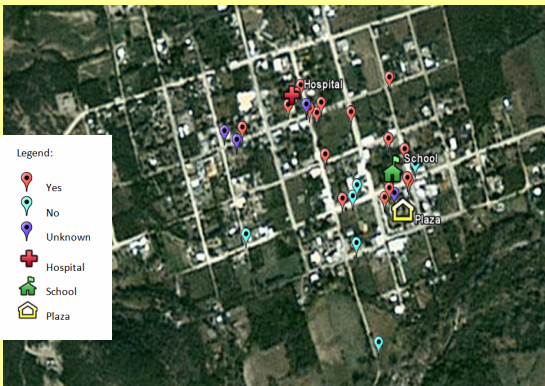 Hospital
School
Plaza
Legend:
Yes
No
Unknown
Hospital
School
Plaza